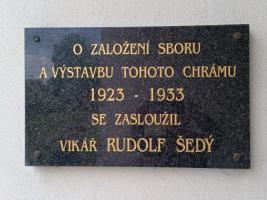 O ZALOŽENÍ SBORU
A VÝSTAVBU TOHOTO CHRÁMU
1923 - 1933
SE ZASLOUŽIL
VIKÁŘ RUDOLF ŠEDÝ